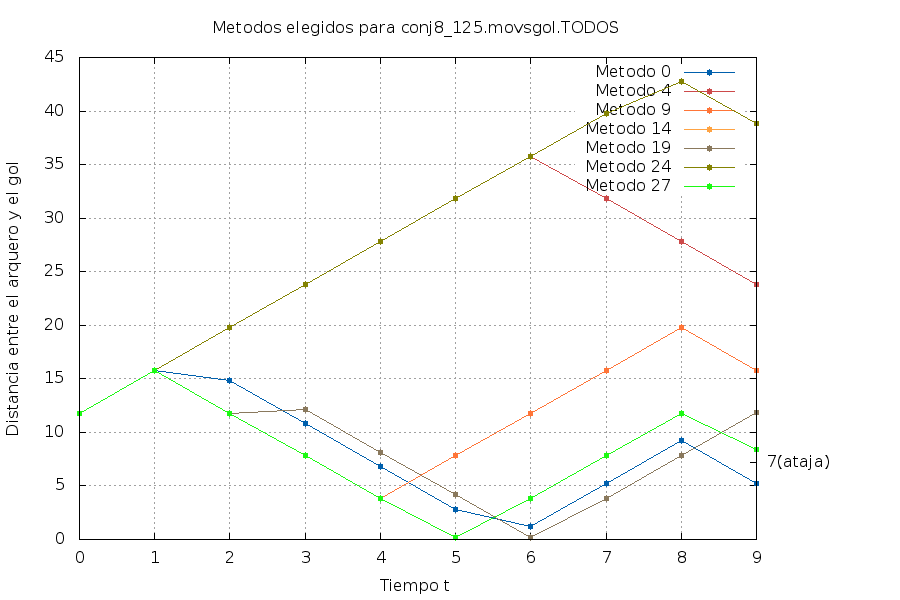 Metodos elegidos para conj8_125.movsgol.TODOS
Distancia entre el arquero y el gol
45
40
35
30
25
20
15
10
5
0
Metodo 0
Metodo 4
Metodo 9
Metodo 14
Metodo 19
Metodo 24
Metodo 27
7(ataja)
0 1 2 3 4 5 6 7 8 9
Tiempo t